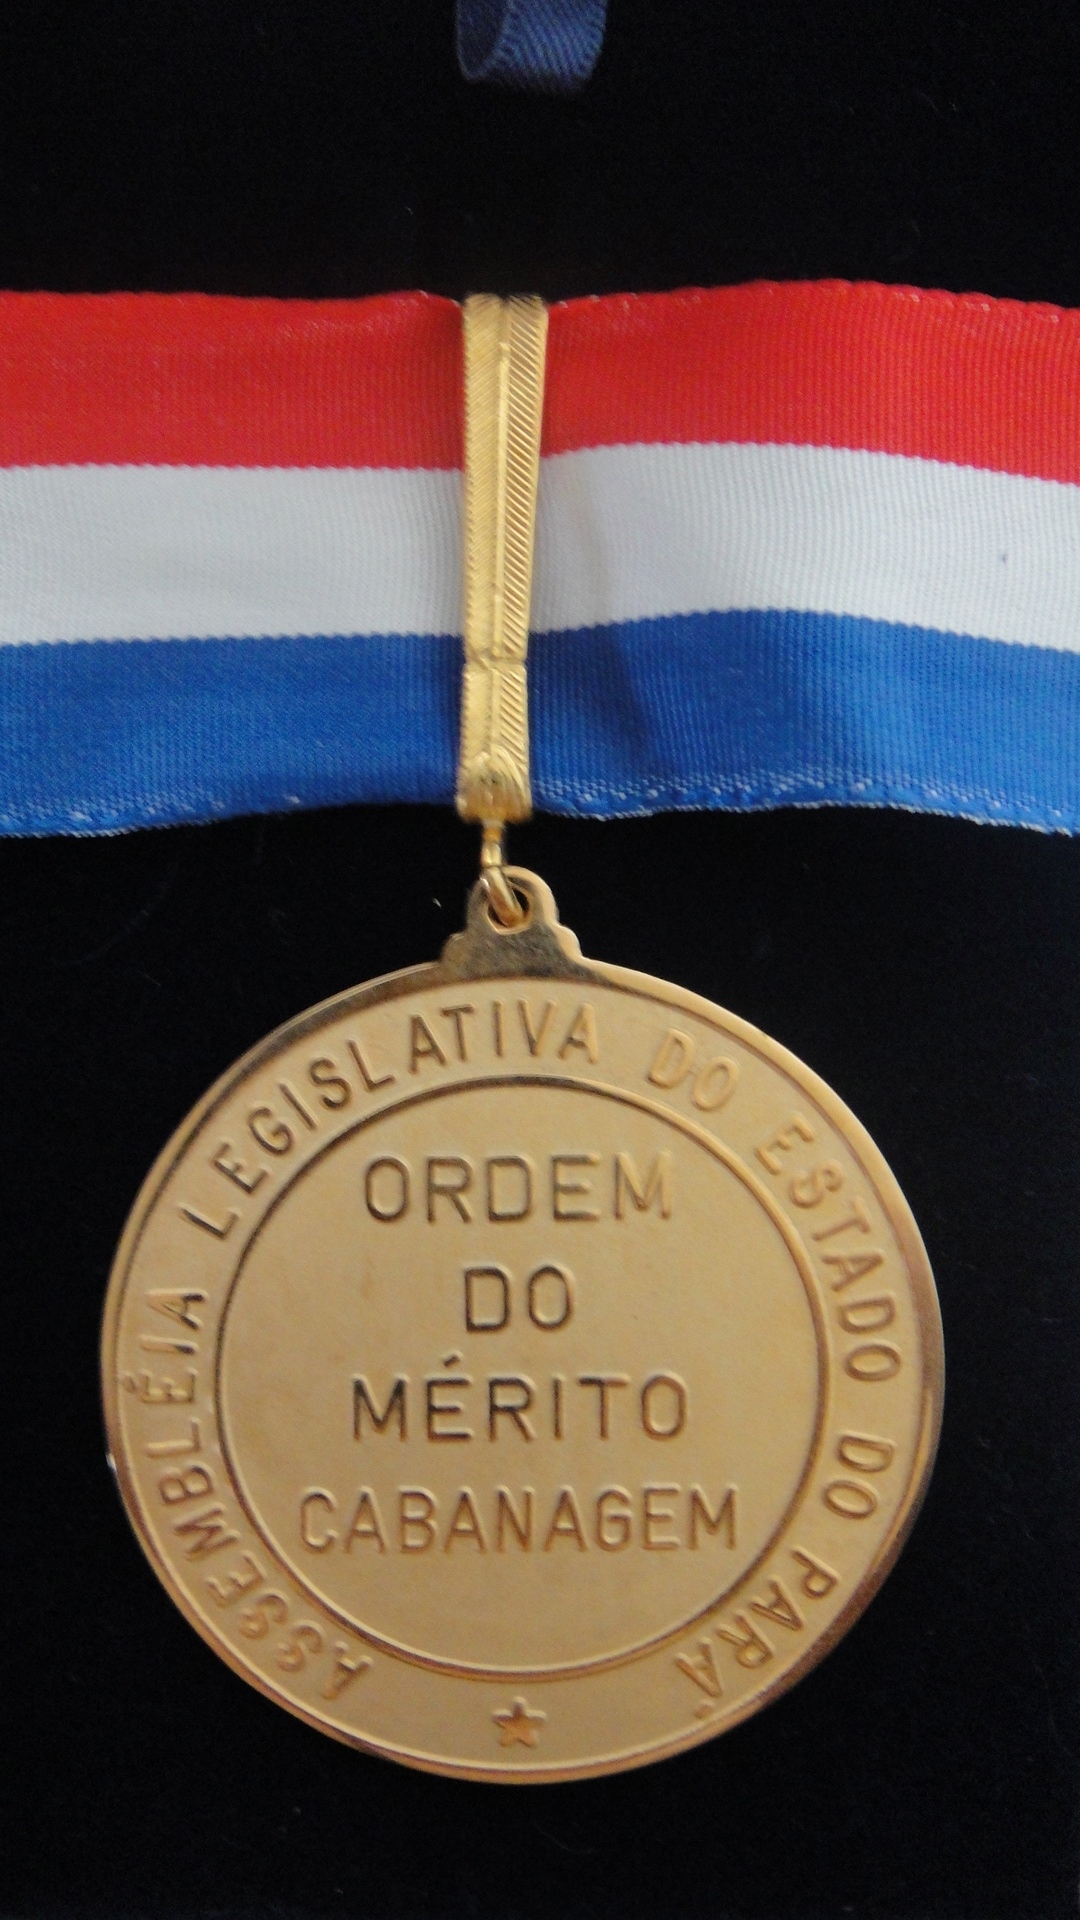 ASSEMBLÉIA LEGISLATIVA DO ESTADO DO PARÁ
ORDEM
DO
MÉRITO
CABANAGEM